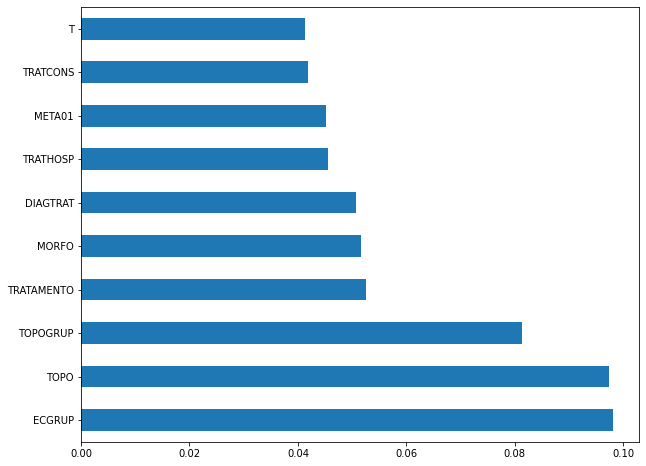 T
TRATCONS
META01
TRATHOSP
DIAGTRAT
MORFO
TRATAMENTO
TOPOGRUP
TOPO
ECGRUP
0.00 0.02 0.04 0.06 0.08 0.10